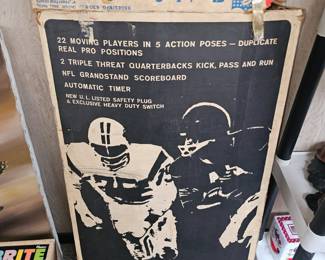 22 MOVING PLAYERS IN 5 ACTION POSES — DUPLICATE
REAL PRO POSITIONS
2 TRIPLE THREAT QUARTERBACKS KICK, PASS AND RUN
NFL GRANDSTAND SCOREBOARD
AUTOMATIC TIMER
NEW U.L. LISTED SAFETY PLUG
& EXCLUSIVE HEAVY DUTY SWITCH
BRITE